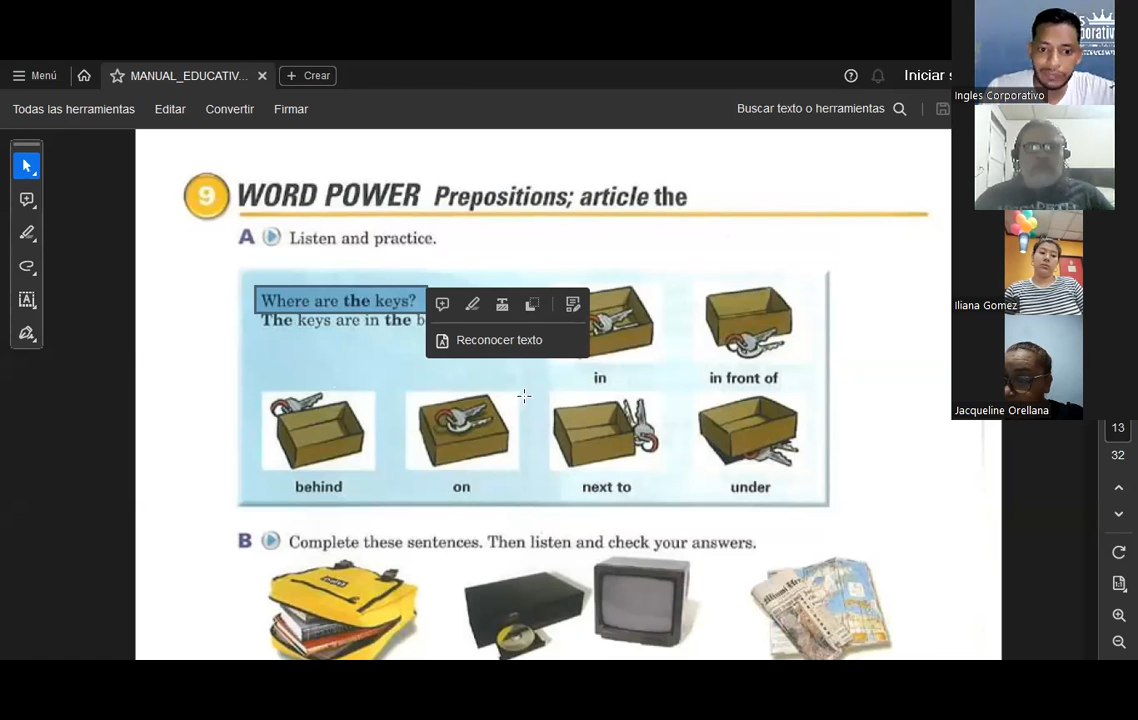 Menú
MANUAL_EDUCATIV...
Crear
Iniciar s
Todas las herramientas
Editar
Convertir
Firmar
Buscar texto o herramientas
Ingles Corporativo
9 WORD POWER Prepositions; article the
A Listen and practice.
Where are the keys?
The keys are in the b
Reconocer texto
in
in front of
behind
on
next to
under
B Complete these sentences. Then listen and check your answers.
Iliana Gomez
Jacqueline Orellana
13
32